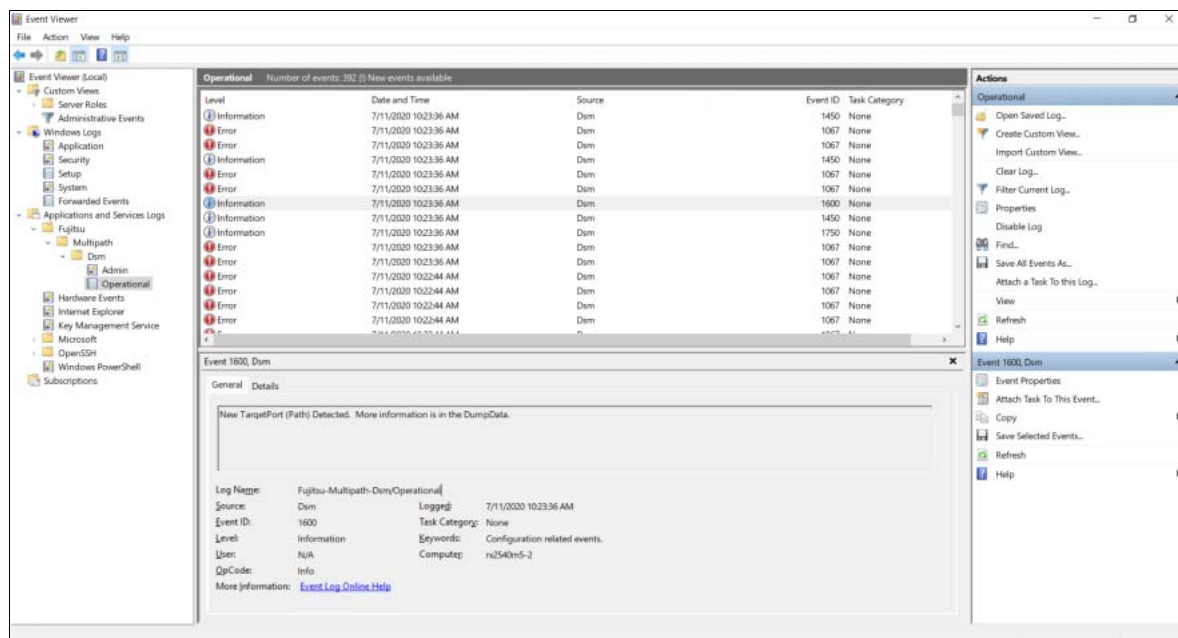 Event Viewer
File Action View Help
Event Viewer (Local)
Custom Views
Server Roles
Administrative Events
Windows Logs
Application
Security
Setup
System
Forwarded Events
Applications and Services Logs
Fujitsu
Multipath
Dsm
Admin
Operational
Hardware Events
Internet Explorer
Key Management Service
Microsoft
OpenSSH
Windows PowerShell
Subscriptions
Operational Number of events: 392 (!) New events available
Level Date and Time Source Event ID Task Category
Information 7/11/2020 10:23:36 AM Dsm 1450 None
Error 7/11/2020 10:23:36 AM Dsm 1067 None
Error 7/11/2020 10:23:36 AM Dsm 1067 None
Information 7/11/2020 10:23:36 AM Dsm 1450 None
Error 7/11/2020 10:23:36 AM Dsm 1067 None
Error 7/11/2020 10:23:36 AM Dsm 1067 None
Information 7/11/2020 10:23:36 AM Dsm 1600 None
Information 7/11/2020 10:23:36 AM Dsm 1450 None
Information 7/11/2020 10:23:36 AM Dsm 1750 None
Error 7/11/2020 10:23:36 AM Dsm 1067 None
Error 7/11/2020 10:23:36 AM Dsm 1067 None
Error 7/11/2020 10:22:44 AM Dsm 1067 None
Error 7/11/2020 10:22:44 AM Dsm 1067 None
Error 7/11/2020 10:22:44 AM Dsm 1067 None
Error 7/11/2020 10:22:44 AM Dsm 1067 None
Event 1600, Dsm
General Details
New TargetPort (Path) Detected. More information is in the DumpData.
Log Name: Fujitsu-Multipath-Dsm/Operational
Source: Dsm Logged: 7/11/2020 10:23:36 AM
Event ID: 1600 Task Category: None
Level: Information Keywords: Configuration related events.
User: N/A Computer: rx2540m5-2
OpCode: Info
More Information: Event Log Online Help
Actions
Operational
Open Saved Log...
Create Custom View...
Import Custom View...
Clear Log...
Filter Current Log...
Properties
Disable Log
Find...
Save All Events As...
Attach a Task To this Log...
View
Refresh
Help
Event 1600, Dsm
Event Properties
Attach Task To This Event...
Copy
Save Selected Events...
Refresh
Help